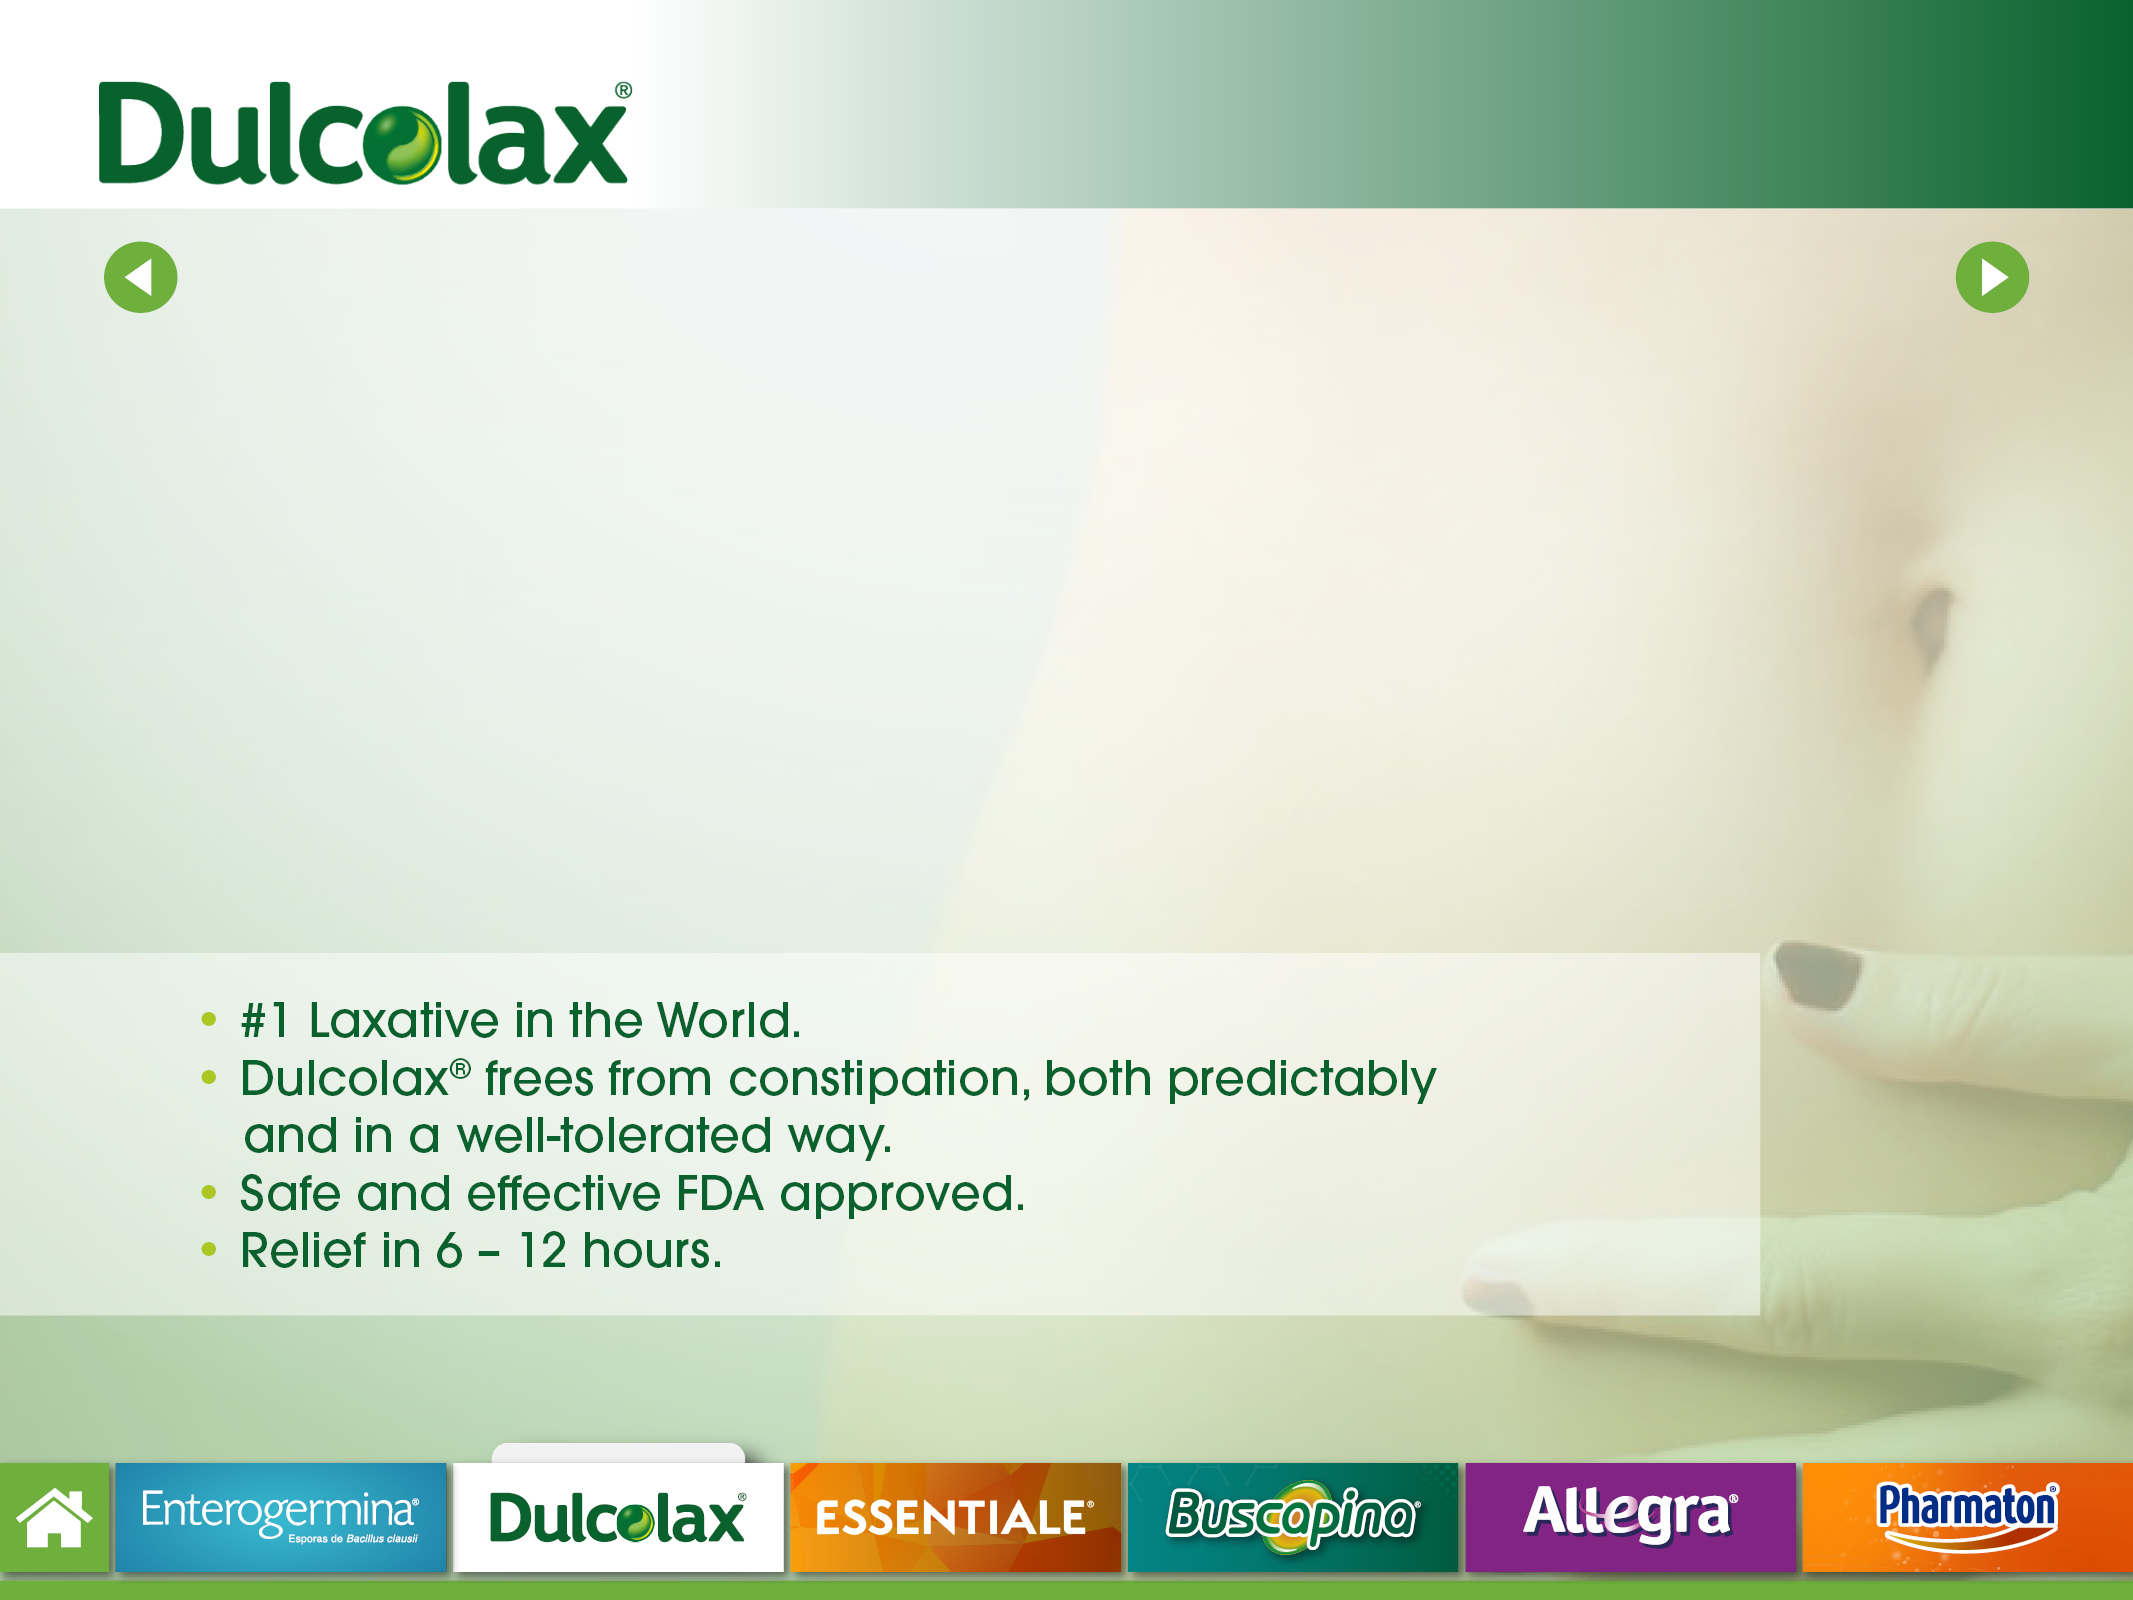 Dulcolax®
• #1 Laxative in the World.
• Dulcolax® frees from constipation, both predictably
and in a well-tolerated way.
• Safe and effective FDA approved.
• Relief in 6 – 12 hours.
Enterogermina®
Esporas de Bacillus clausii
Dulcolax®
ESSENTIALE®
Buscapina®
Allegra®
Pharmaton®